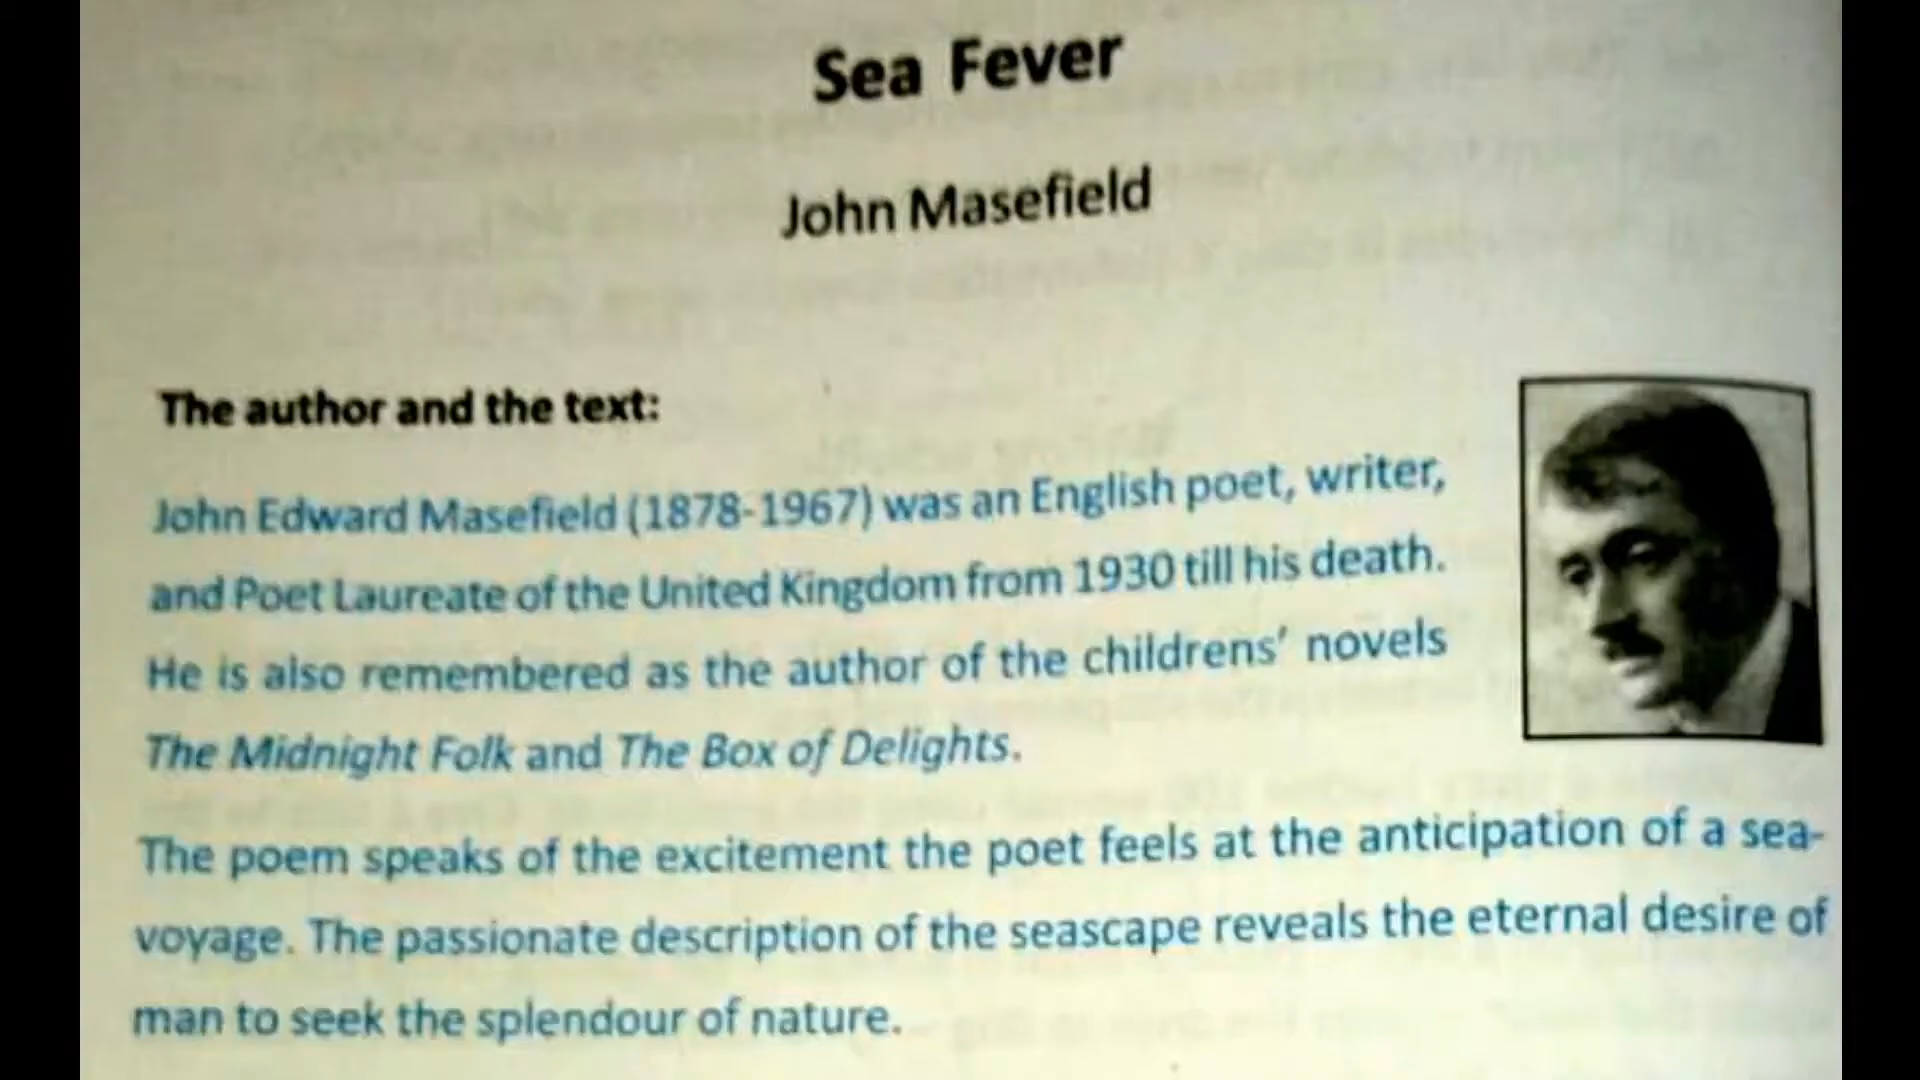 Sea Fever
John Masefield
The author and the text:
John Edward Masefield (1878-1967) was an English poet, writer,
and Poet Laureate of the United Kingdom from 1930 till his death.
He is also remembered as the author of the childrens' novels
The Midnight Folk and The Box of Delights.
The poem speaks of the excitement the poet feels at the anticipation of a sea-
voyage. The passionate description of the seascape reveals the eternal desire of
man to seek the splendour of nature.